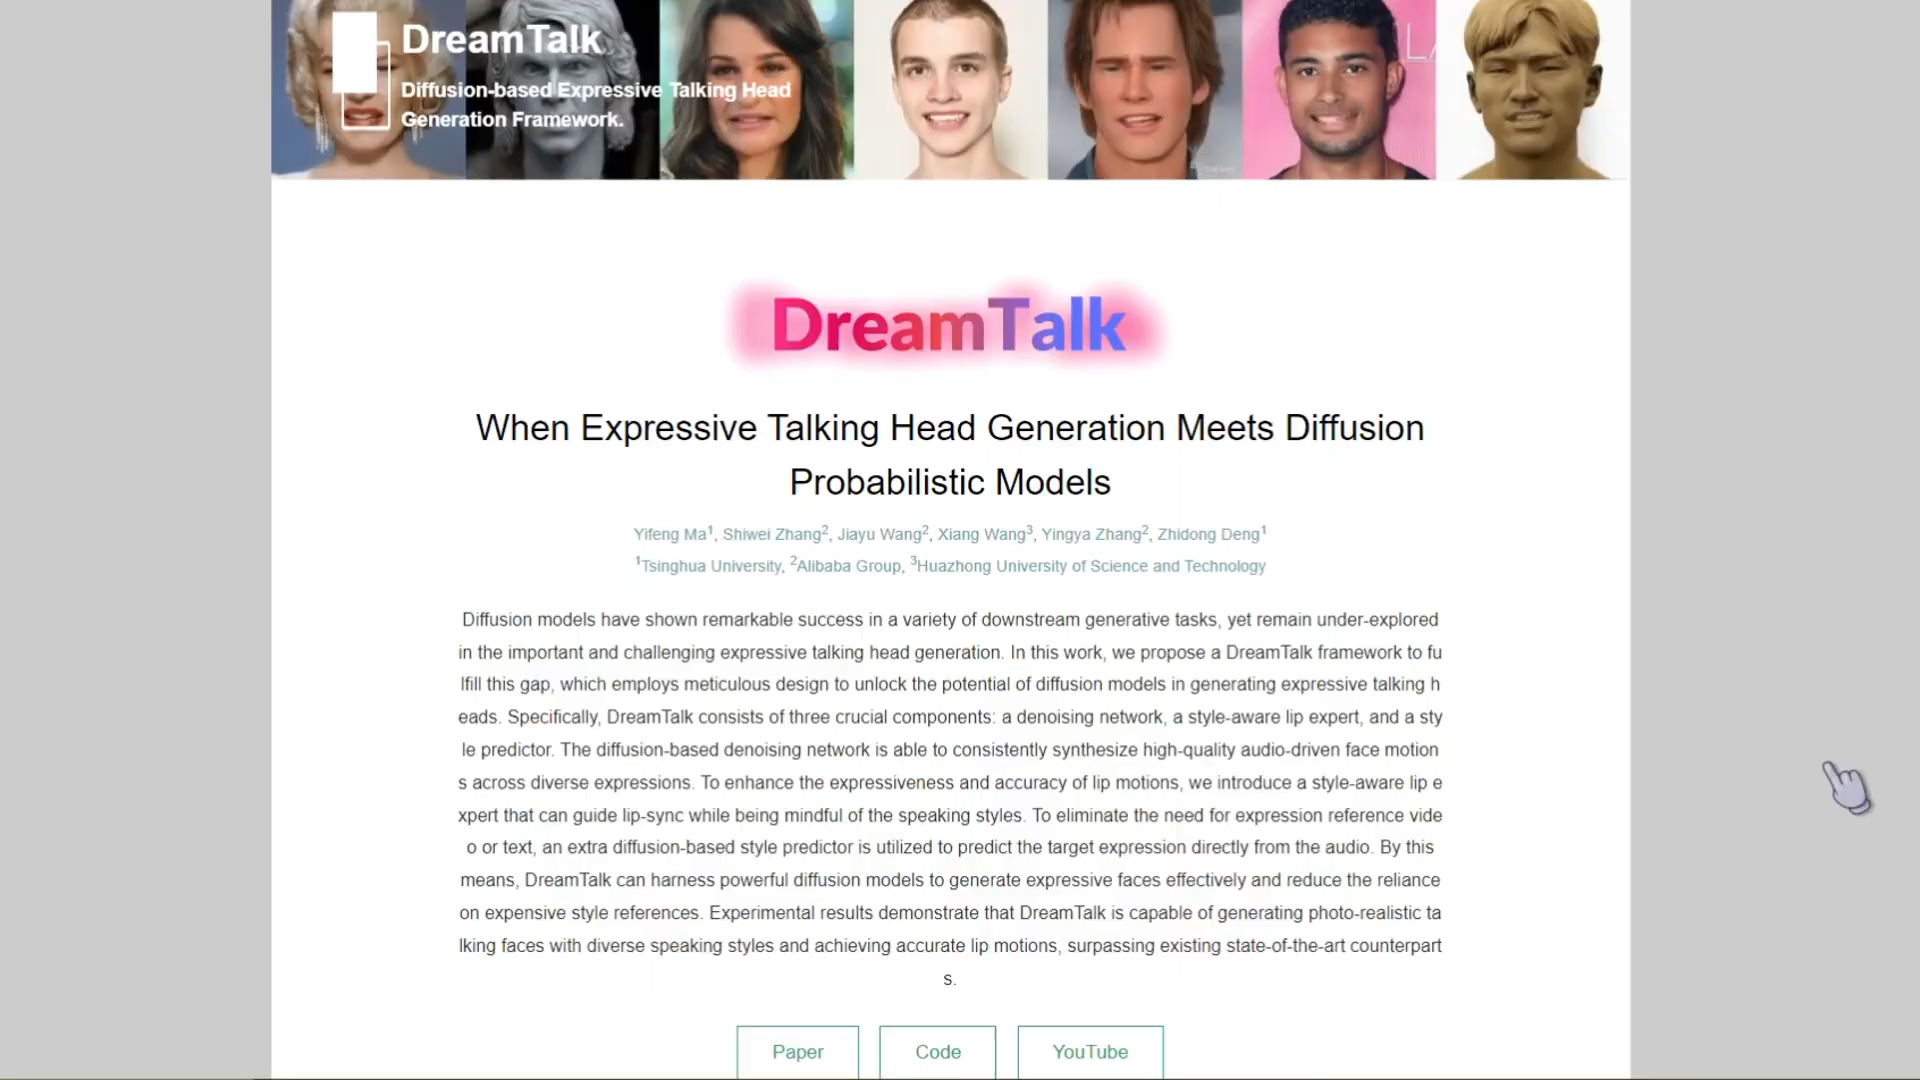 DreamTalk
Diffusion-based Expressive Talking Head
Generation Framework.
DreamTalk
When Expressive Talking Head Generation Meets Diffusion
Probabilistic Models
Yifeng Ma¹, Shiwei Zhang², Jiayu Wang², Xiang Wang³, Yingya Zhang², Zhidong Deng¹
¹Tsinghua University, ²Alibaba Group, ³Huazhong University of Science and Technology
Diffusion models have shown remarkable success in a variety of downstream generative tasks, yet remain under-explored
in the important and challenging expressive talking head generation. In this work, we propose a DreamTalk framework to fu
lfill this gap, which employs meticulous design to unlock the potential of diffusion models in generating expressive talking h
eads. Specifically, DreamTalk consists of three crucial components: a denoising network, a style-aware lip expert, and a sty
le predictor. The diffusion-based denoising network is able to consistently synthesize high-quality audio-driven face motion
s across diverse expressions. To enhance the expressiveness and accuracy of lip motions, we introduce a style-aware lip e
xpert that can guide lip-sync while being mindful of the speaking styles. To eliminate the need for expression reference vide
o or text, an extra diffusion-based style predictor is utilized to predict the target expression directly from the audio. By this
means, DreamTalk can harness powerful diffusion models to generate expressive faces effectively and reduce the reliance
on expensive style references. Experimental results demonstrate that DreamTalk is capable of generating photo-realistic ta
lking faces with diverse speaking styles and achieving accurate lip motions, surpassing existing state-of-the-art counterpart
s.
Paper
Code
YouTube